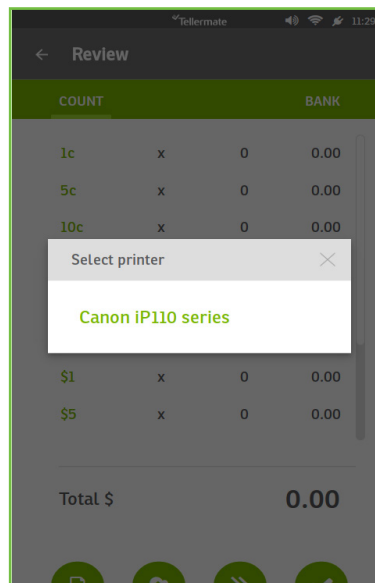 Tellermate 11:29
Review
COUNT BANK
1c x 0 0.00
5c x 0 0.00
10c x 0 0.00
Select printer
Canon iP110 series
$1 x 0 0.00
$5 x 0 0.00
Total $ 0.00